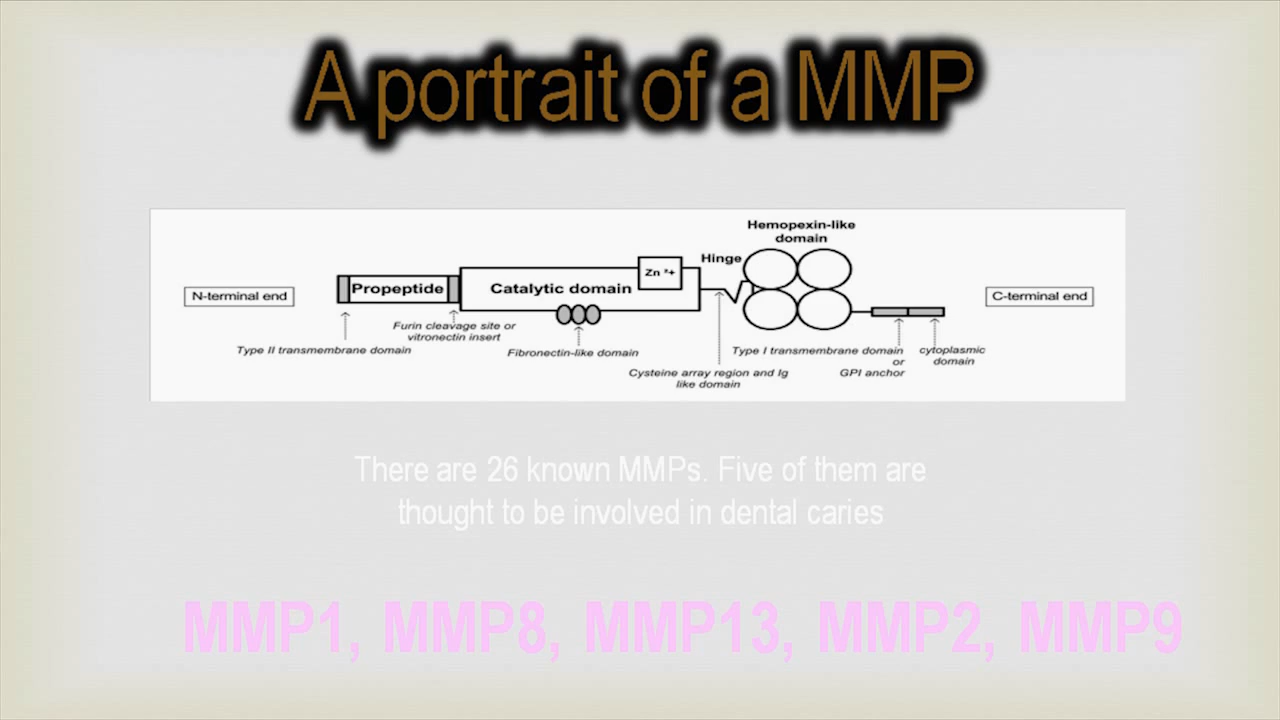 A portrait of a MMP
Hemopexin-like
domain
Hinge
Zn ²+
Propeptide
Catalytic domain
N-terminal end
C-terminal end
Furin cleavage site or
vitronectin insert
Type II transmembrane domain
Fibronectin-like domain
Cysteine array region and Ig
like domain
Type I transmembrane domain
or
GPI anchor
cytoplasmic
domain
There are 26 known MMPs. Five of them are
thought to be involved in dental caries
MMP1, MMP8, MMP13, MMP2, MMP9